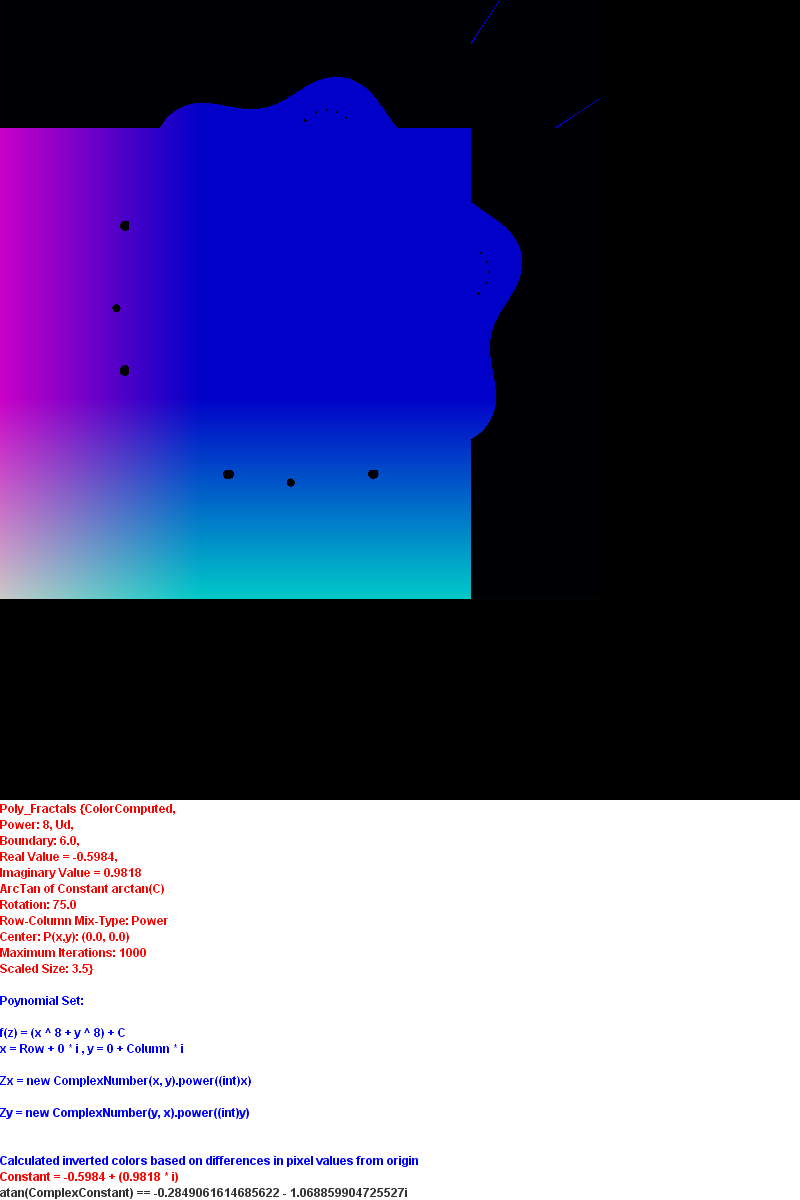 Poly_Fractals {ColorComputed,
Power: 8, Ud,
Boundary: 6.0,
Real Value = -0.5984,
Imaginary Value = 0.9818
ArcTan of Constant arctan(C)
Rotation: 75.0
Row-Column Mix-Type: Power
Center: P(x,y): (0.0, 0.0)
Maximum Iterations: 1000
Scaled Size: 3.5}
Poynomial Set:
f(z) = (x ^ 8 + y ^ 8) + C
x = Row + 0 * i , y = 0 + Column * i
Zx = new ComplexNumber(x, y).power((int)x)
Zy = new ComplexNumber(y, x).power((int)y)
Calculated inverted colors based on differences in pixel values from origin
Constant = -0.5984 + (0.9818 * i)
atan(ComplexConstant) == -0.2849061614685622 - 1.068859904725527i